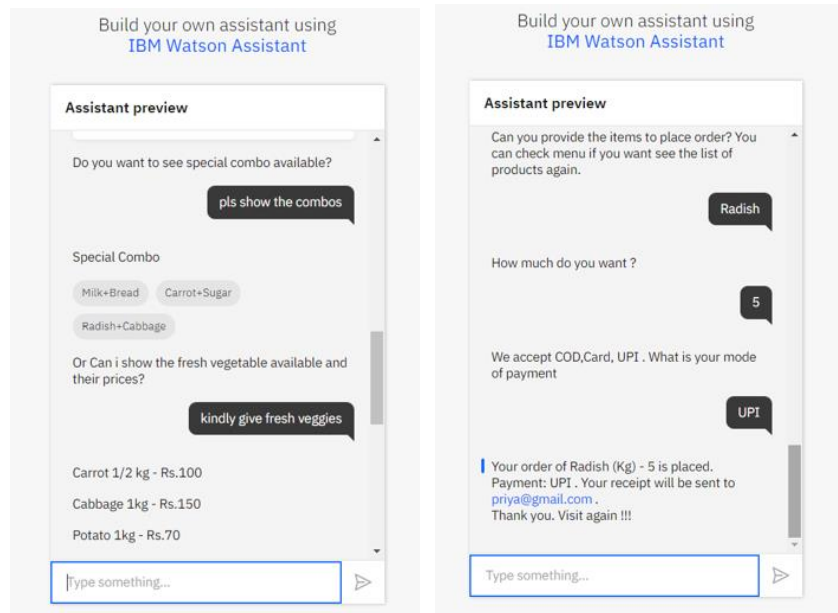 Build your own assistant using
IBM Watson Assistant
Assistant preview
Do you want to see special combo available?
pls show the combos
Special Combo
Milk+Bread
Carrot+Sugar
Radish+Cabbage
Or Can i show the fresh vegetable available and
their prices?
kindly give fresh veggies
Carrot 1/2 kg - Rs.100
Cabbage 1kg - Rs.150
Potato 1kg - Rs.70
Type something...
Build your own assistant using
IBM Watson Assistant
Assistant preview
Can you provide the items to place order? You
can check menu if you want see the list of
products again.
Radish
How much do you want ?
5
We accept COD,Card, UPI . What is your mode
of payment
UPI
Your order of Radish (Kg) - 5 is placed.
Payment: UPI . Your receipt will be sent to
priya@gmail.com .
Thank you. Visit again !!!
Type something...